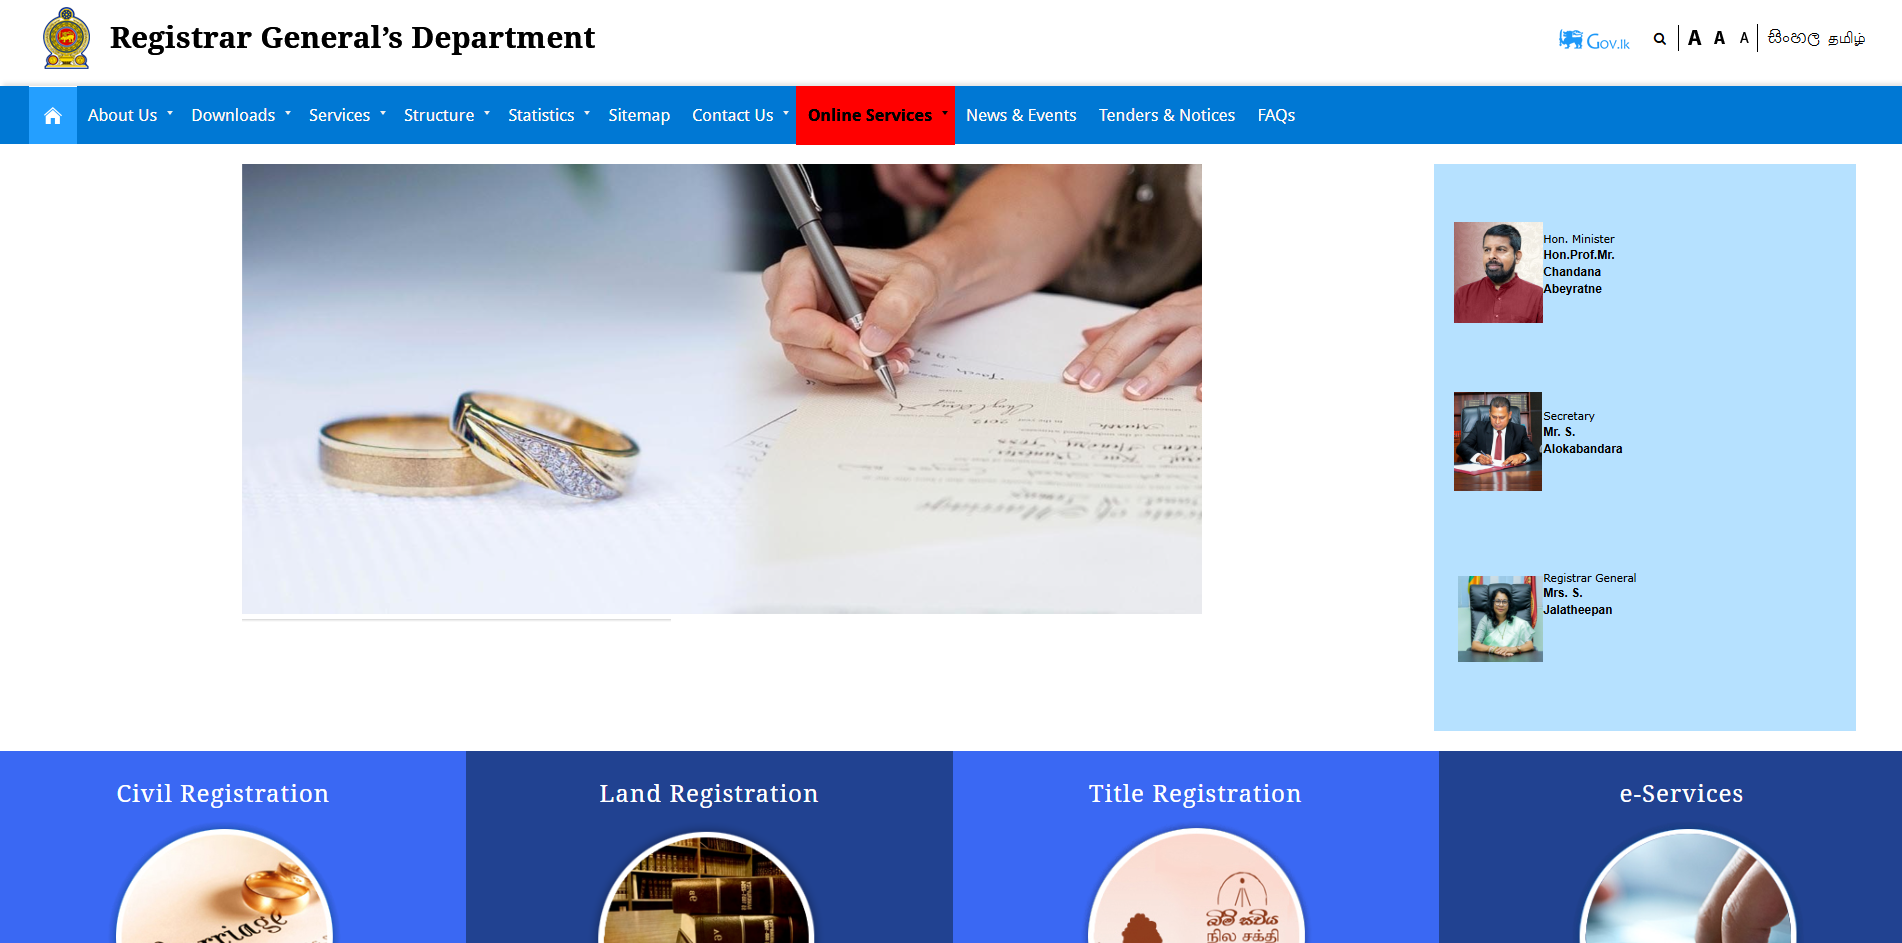 Registrar General’s Department
Gov.lk
A A A සිංහල தமிழ்
About Us Downloads Services Structure Statistics Sitemap Contact Us Online Services News & Events Tenders & Notices FAQs
Hon. Minister
Hon.Prof.Mr.
Chandana
Abeyratne
Secretary
Mr. S.
Alokabandara
Registrar General
Mrs. S.
Jalatheepan
Civil Registration
Land Registration
Title Registration
e-Services
බිම් සවිය
நில சக்தி